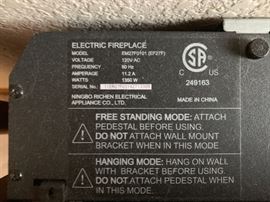 ELECTRIC FIREPLACE
MODEL EM27F0101 (EF27F)
VOLTAGE 120V AC
FREQUENCY 60 Hz
AMPERAGE 11.2 A
WATTS 1350 W
SERIAL No.:
NINGBO RICHEN ELECTRICAL
APPLIANCE CO., LTD.
C US
249163
MADE IN CHINA
FREE STANDING MODE: ATTACH
PEDESTAL BEFORE USING.
DO NOT ATTACH WALL MOUNT
BRACKET WHEN IN THIS MODE.
HANGING MODE: HANG ON WALL
WITH BRACKET BEFORE USING.
DO NOT ATTACH PEDESTAL WHEN
IN THIS MODE.